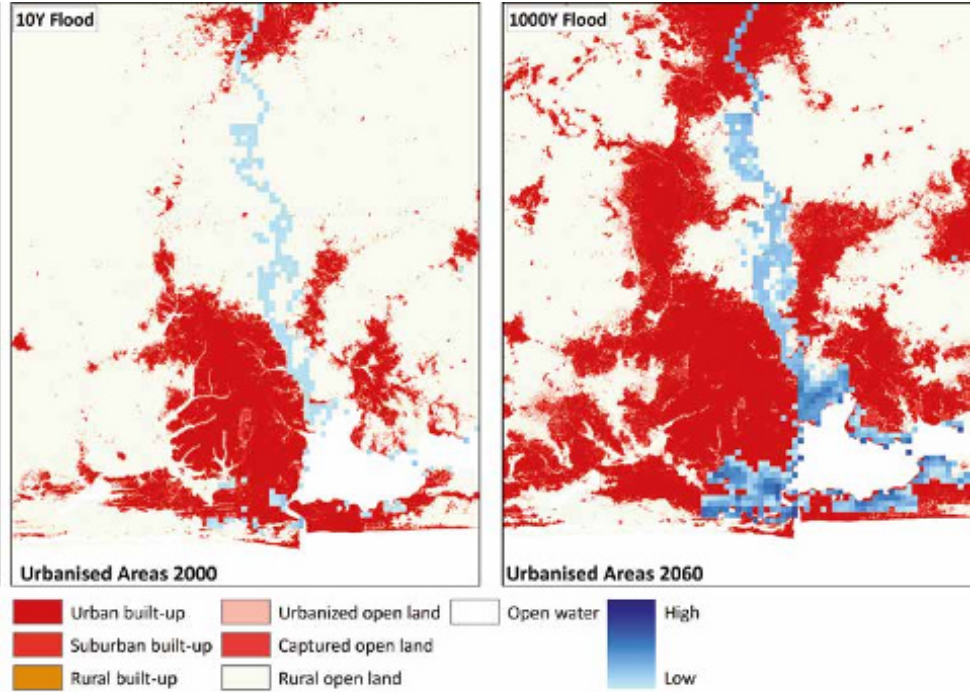 10Y Flood
1000Y Flood
Urbanised Areas 2000
Urbanised Areas 2060
Urban built-up
Urbanized open land
Open water
High
Suburban built-up
Captured open land
Rural built-up
Rural open land
Low